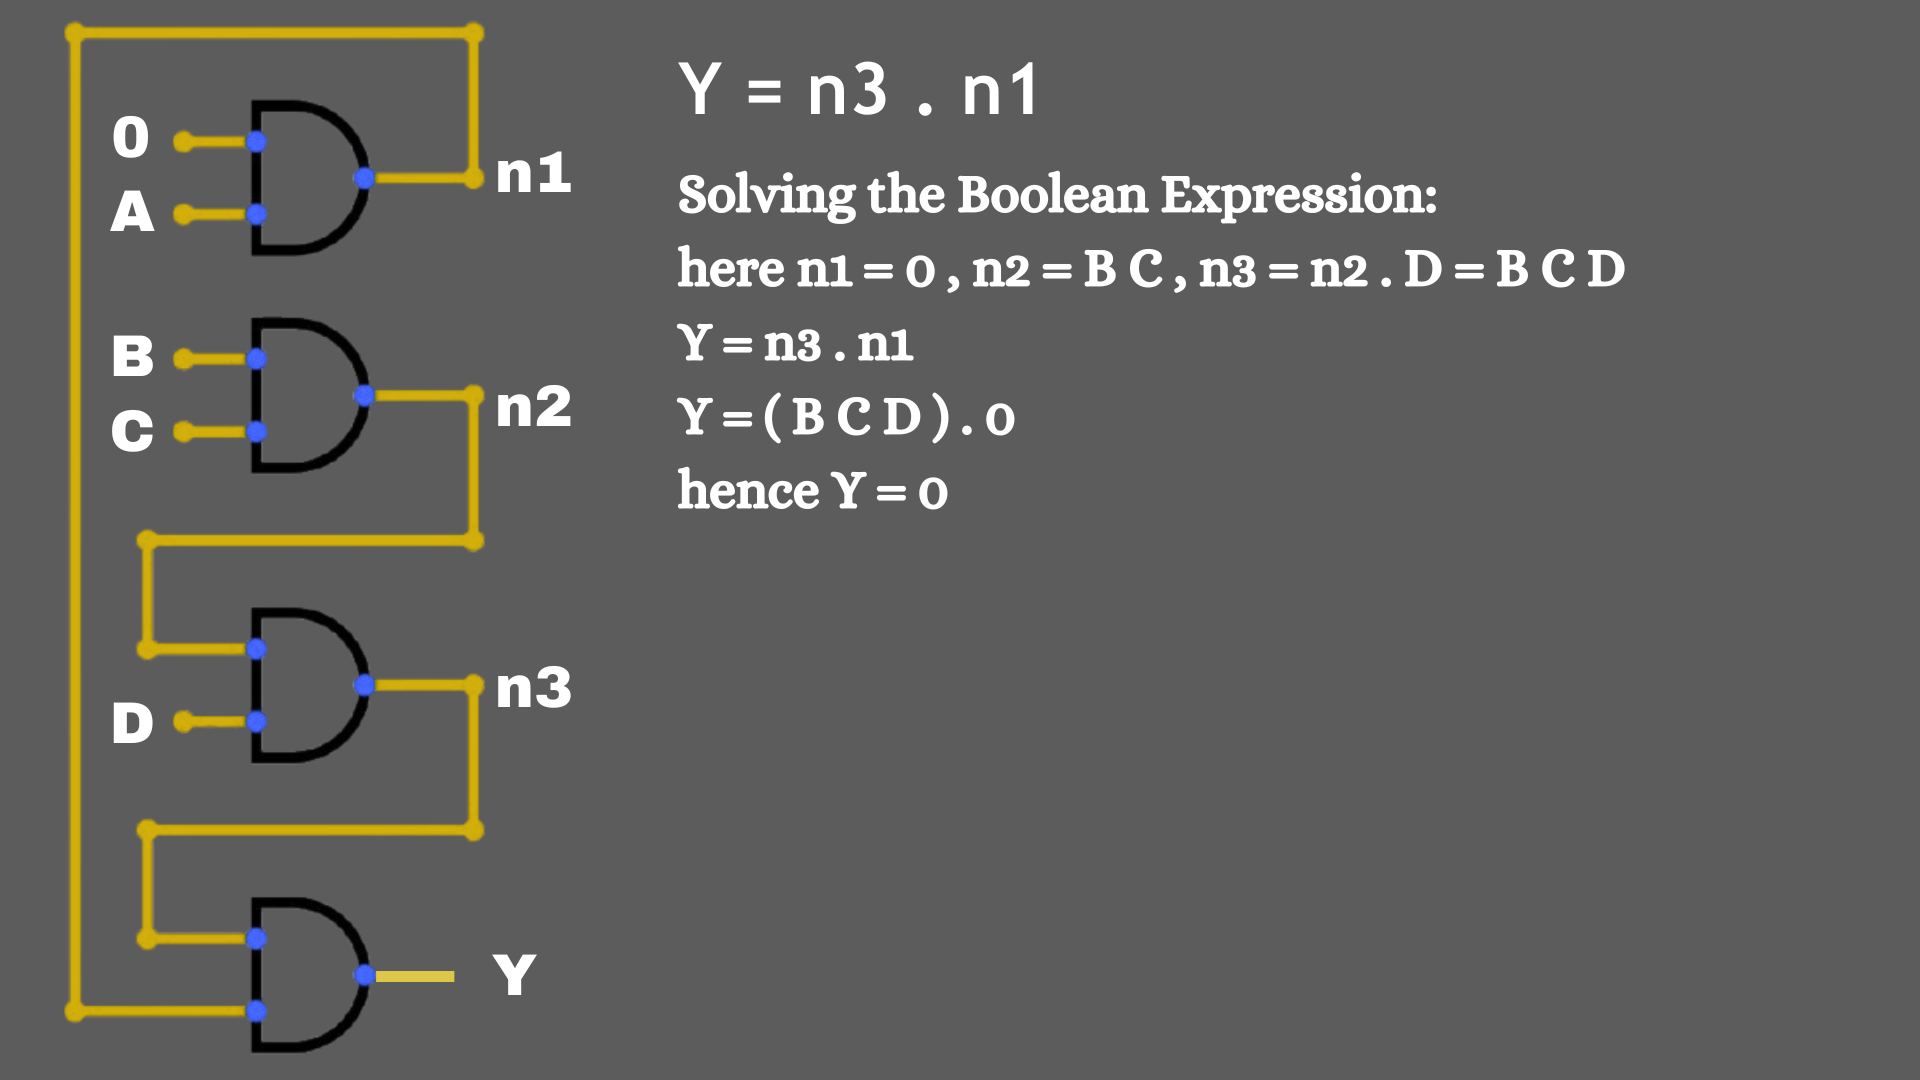 0
A
n1
B
C
n2
D
n3
Y
Y = n3 . n1
Solving the Boolean Expression:
here n1 = 0 , n2 = B C , n3 = n2 . D = B C D
Y = n3 . n1
Y = ( B C D ) . 0
hence Y = 0